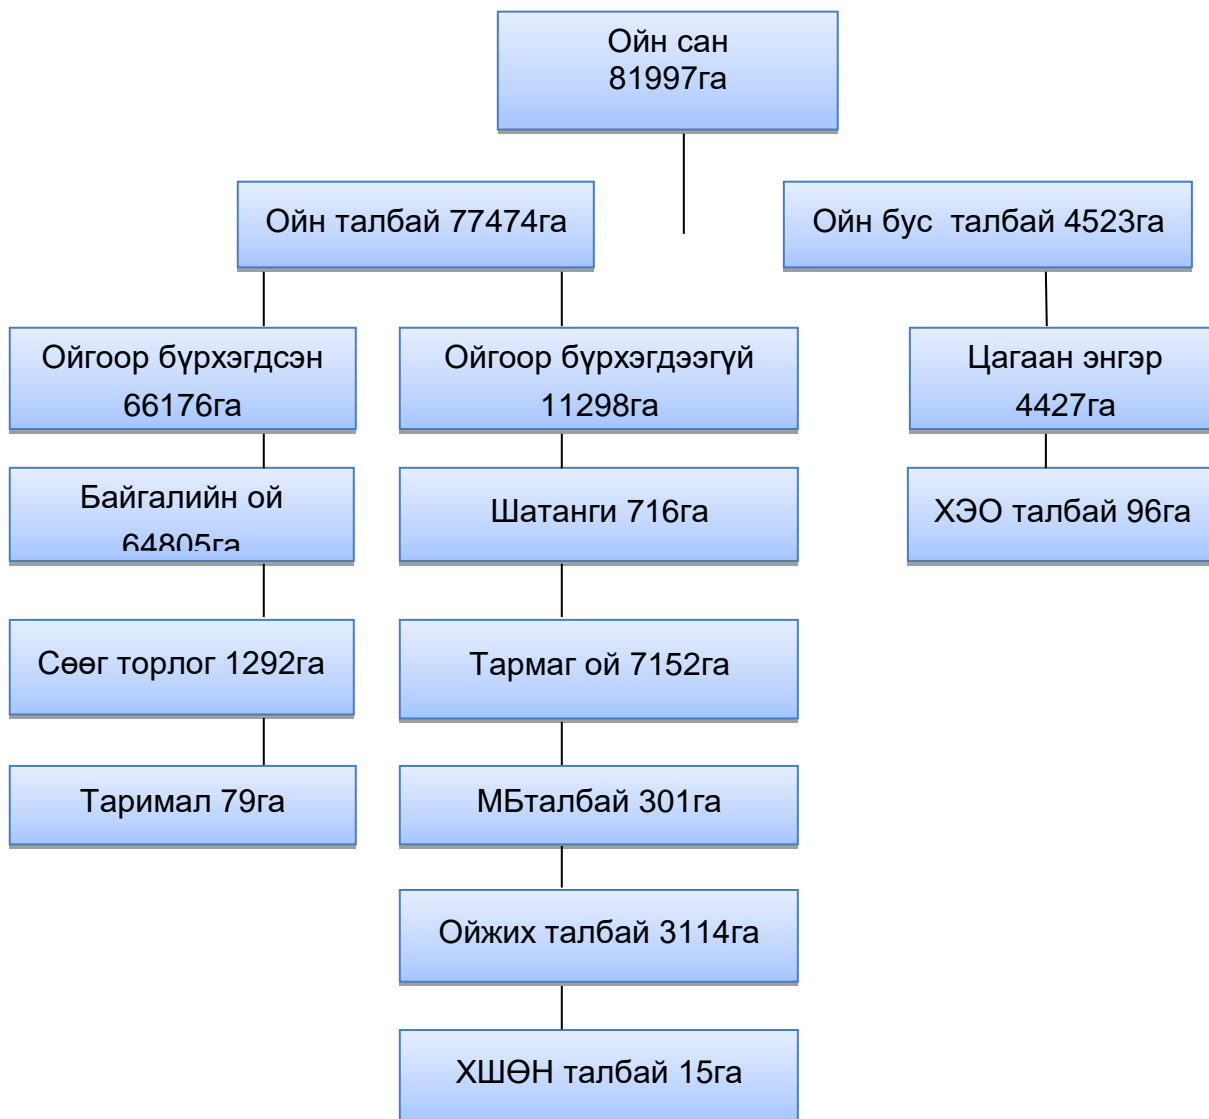 Ойн сан
81997га
Ойн талбай 77474га
Ойн бус талбай 4523га
Ойгоор бүрхэгдсэн
66176га
Ойгоор бүрхэгдээгүй
11298га
Цагаан энгэр
4427га
Байгалийн ой
64805га
Шатанги 716га
ХЭО талбай 96га
Сөөг торлог 1292га
Тармаг ой 7152га
Таримал 79га
МБталбай 301га
Ойжих талбай 3114га
ХШӨН талбай 15га